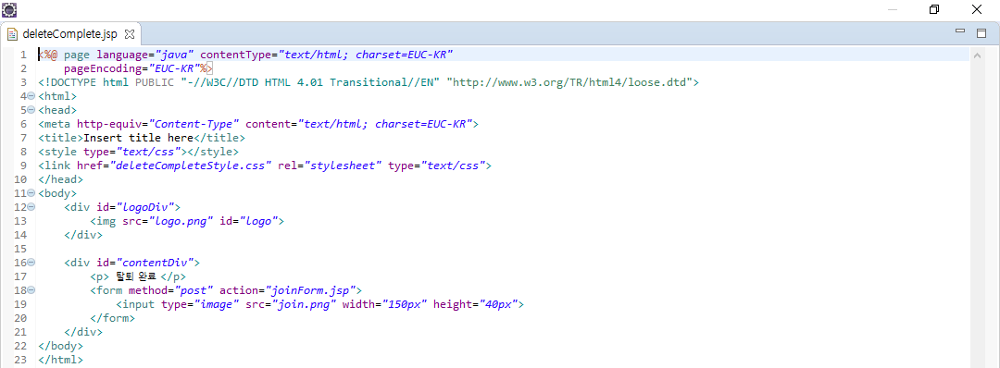 deleteComplete.jsp
1 <%@ page language="java" contentType="text/html; charset=EUC-KR"
2     pageEncoding="EUC-KR"%>
3 <!DOCTYPE html PUBLIC "-//W3C//DTD HTML 4.01 Transitional//EN" "http://www.w3.org/TR/html4/loose.dtd">
4 <html>
5 <head>
6 <meta http-equiv="Content-Type" content="text/html; charset=EUC-KR">
7 <title>Insert title here</title>
8 <style type="text/css"></style>
9 <link href="deleteCompleteStyle.css" rel="stylesheet" type="text/css">
10 </head>
11 <body>
12     <div id="logoDiv">
13         <img src="logo.png" id="logo">
14     </div>
15
16     <div id="contentDiv">
17         <p> 탈퇴 완료 </p>
18         <form method="post" action="joinForm.jsp">
19             <input type="image" src="join.png" width="150px" height="40px">
20         </form>
21     </div>
22 </body>
23 </html>